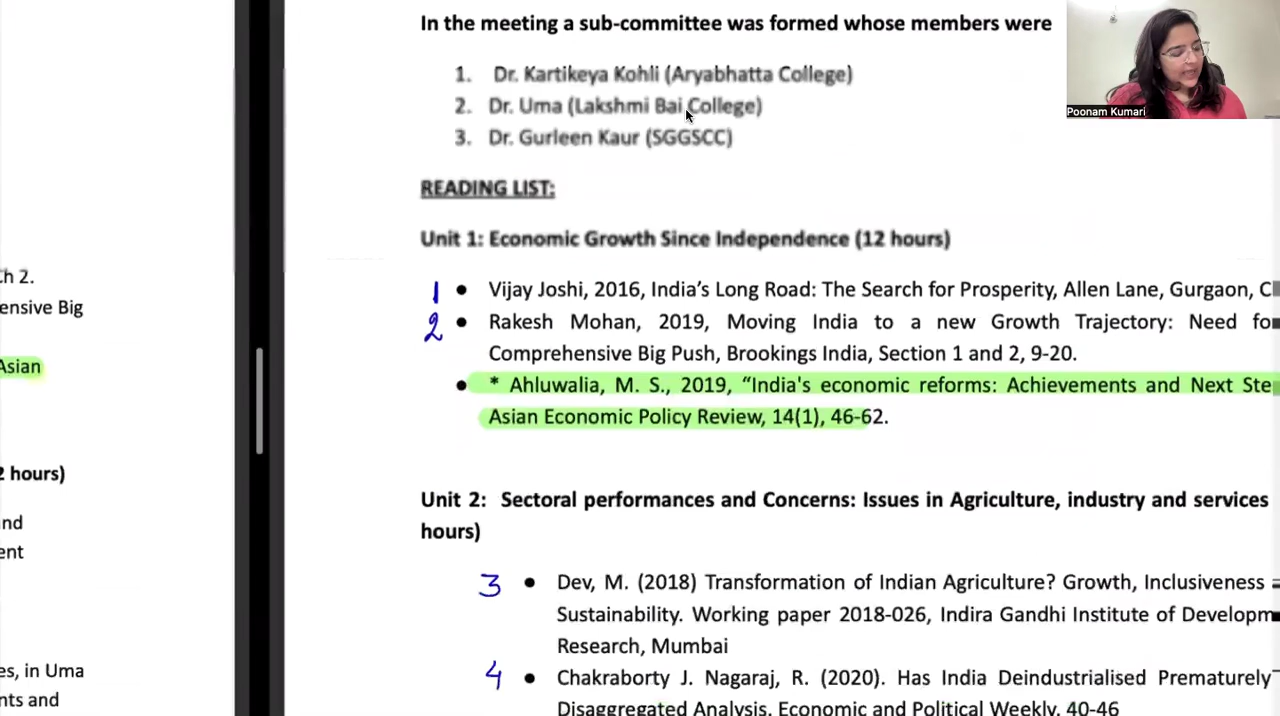 In the meeting a sub-committee was formed whose members were
Poonam Kumari
1. Dr. Kartikeya Kohli (Aryabhatta College)
2. Dr. Uma (Lakshmi Bai College)
3. Dr. Gurleen Kaur (SGGSCC)
READING LIST:
Unit 1: Economic Growth Since Independence (12 hours)
Ch 2.
ensive Big
Asian
2 hours)
nd
ent
es, in Uma
nts and
1 • Vijay Joshi, 2016, India's Long Road: The Search for Prosperity, Allen Lane, Gurgaon, C
2 • Rakesh Mohan, 2019, Moving India to a new Growth Trajectory: Need fo
Comprehensive Big Push, Brookings India, Section 1 and 2, 9-20.
• * Ahluwalia, M. S., 2019, “India's economic reforms: Achievements and Next Ste
Asian Economic Policy Review, 14(1), 46-62.
Unit 2: Sectoral performances and Concerns: Issues in Agriculture, industry and services
hours)
3 • Dev, M. (2018) Transformation of Indian Agriculture? Growth, Inclusiveness
Sustainability. Working paper 2018-026, Indira Gandhi Institute of Developm
Research, Mumbai
4 • Chakraborty J. Nagaraj, R. (2020). Has India Deindustrialised Prematurely
Disaggregated Analysis. Economic and Political Weekly. 40-46